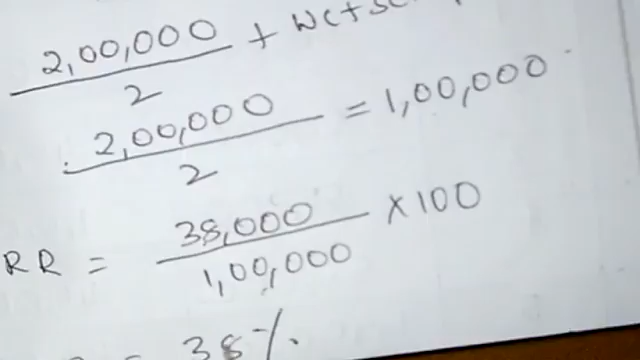 2,00,000 / 2 + WC +
2,00,000 / 2 = 1,00,000
RR = 38,000 / 1,00,000 × 100
= 38%.